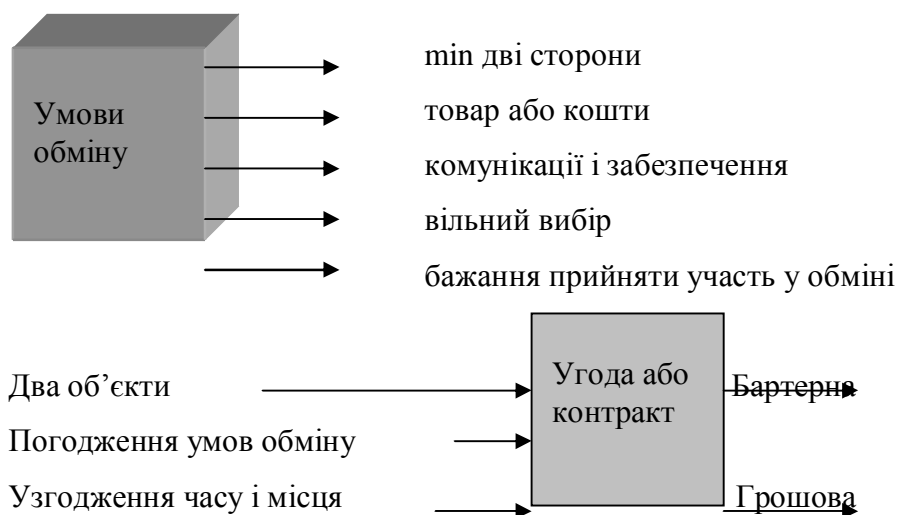 Умови
обміну
min дві сторони
товар або кошти
комунікації і забезпечення
вільний вибір
бажання прийняти участь у обміні
Два об’єкти
Погодження умов обміну
Узгодження часу і місця
Угода або
контракт
Бартерна
Грошова